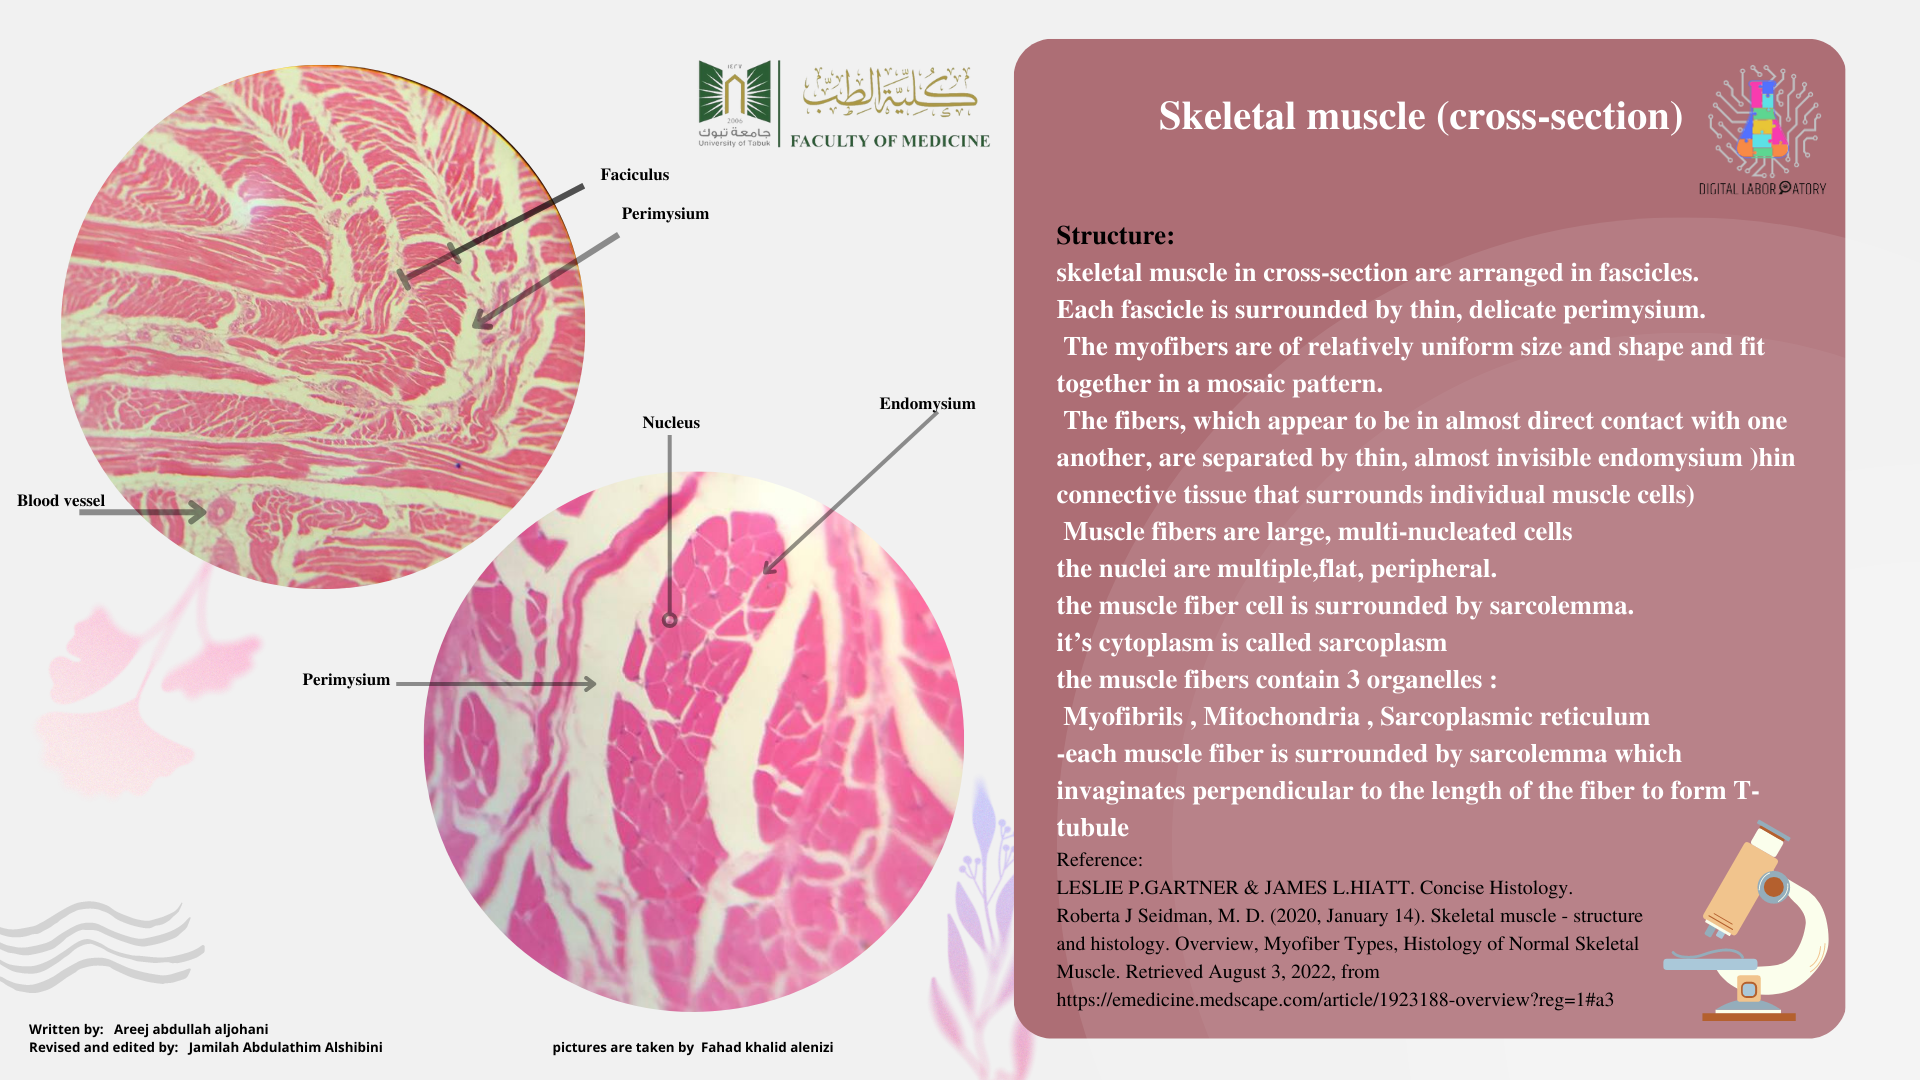 ١٤٢٧
2006
جامعة تبوك
University of Tabuk
كلية الطب
FACULTY OF MEDICINE
Faciculus
Perimysium
Blood vessel
Nucleus
Endomysium
Perimysium
Skeletal muscle (cross-section)
DIGITAL LABORATORY
Structure:
skeletal muscle in cross-section are arranged in fascicles.
Each fascicle is surrounded by thin, delicate perimysium.
The myofibers are of relatively uniform size and shape and fit
together in a mosaic pattern.
The fibers, which appear to be in almost direct contact with one
another, are separated by thin, almost invisible endomysium )hin
connective tissue that surrounds individual muscle cells)
Muscle fibers are large, multi-nucleated cells
the nuclei are multiple,flat, peripheral.
the muscle fiber cell is surrounded by sarcolemma.
it’s cytoplasm is called sarcoplasm
the muscle fibers contain 3 organelles :
Myofibrils , Mitochondria , Sarcoplasmic reticulum
-each muscle fiber is surrounded by sarcolemma which
invaginates perpendicular to the length of the fiber to form T-
tubule
Reference:
LESLIE P.GARTNER & JAMES L.HIATT. Concise Histology.
Roberta J Seidman, M. D. (2020, January 14). Skeletal muscle - structure
and histology. Overview, Myofiber Types, Histology of Normal Skeletal
Muscle. Retrieved August 3, 2022, from
https://emedicine.medscape.com/article/1923188-overview?reg=1#a3
Written by:   Areej abdullah aljohani
Revised and edited by:   Jamilah Abdulathim Alshibini
pictures are taken by  Fahad khalid alenizi